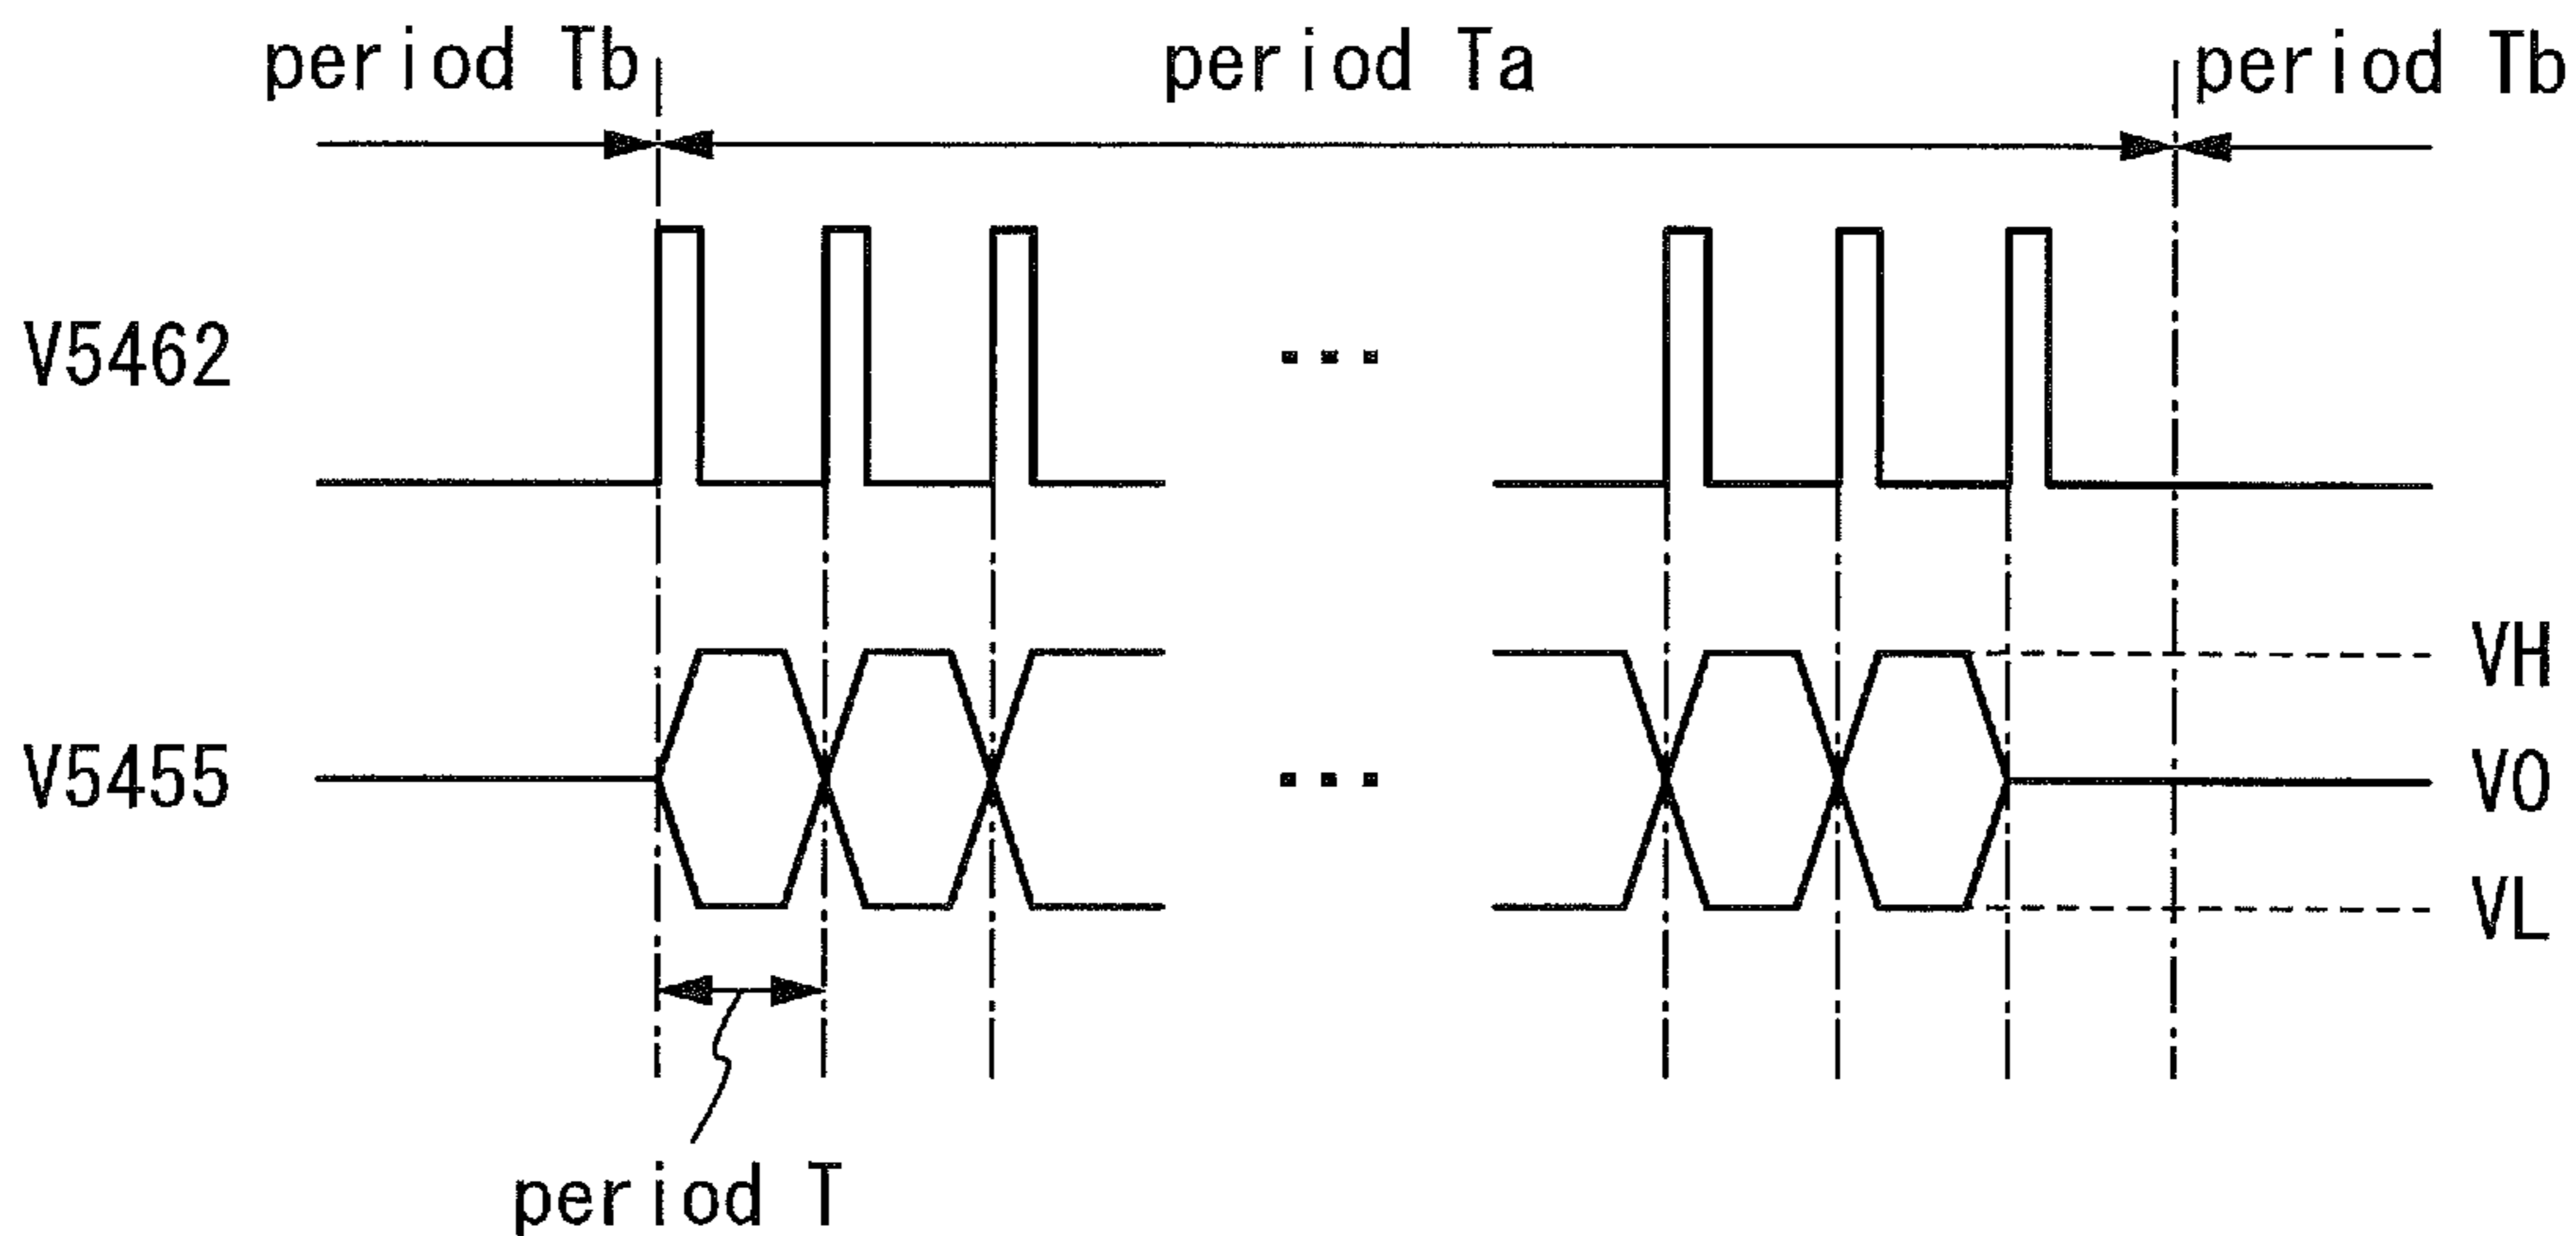 period Tb
period Ta
period Tb
V5462
...
VH
V5455
...
V0
VL
period T